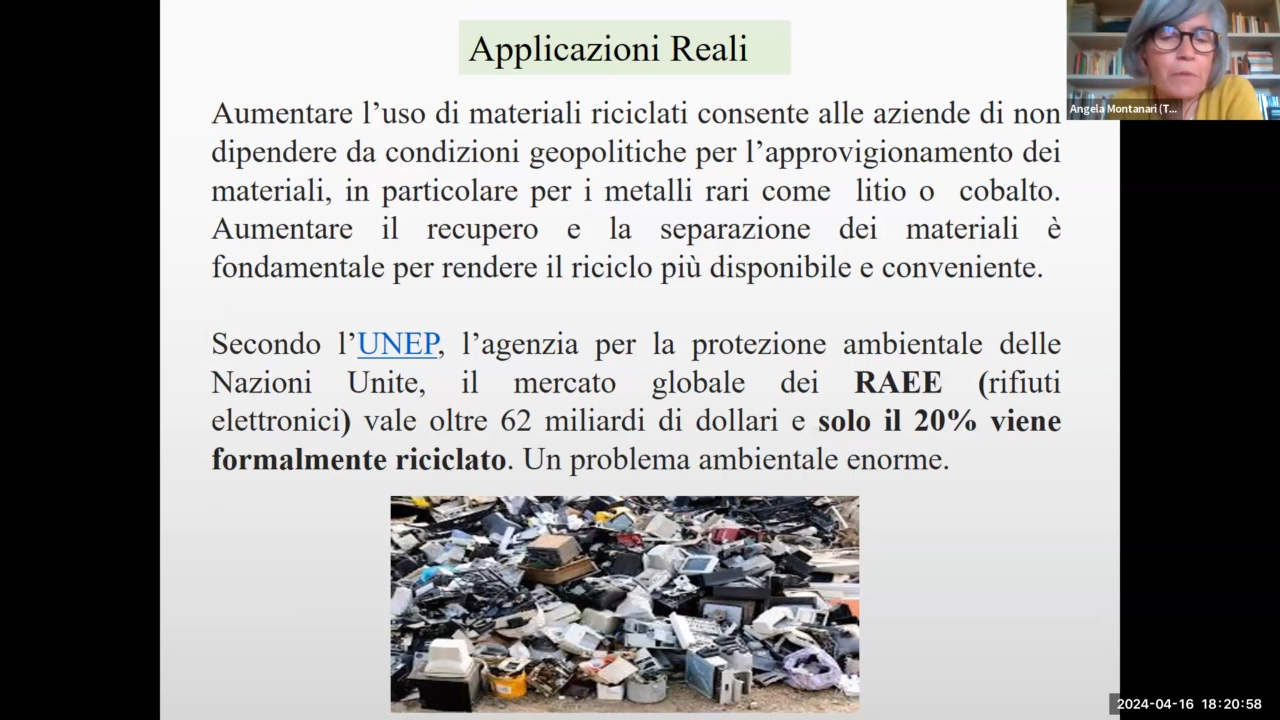 Applicazioni Reali
Aumentare l’uso di materiali riciclati consente alle aziende di non
dipendere da condizioni geopolitiche per l’approvigionamento dei
materiali, in particolare per i metalli rari come litio o cobalto.
Aumentare il recupero e la separazione dei materiali è
fondamentale per rendere il riciclo più disponibile e conveniente.
Secondo l’UNEP, l’agenzia per la protezione ambientale delle
Nazioni Unite, il mercato globale dei RAEE (rifiuti
elettronici) vale oltre 62 miliardi di dollari e solo il 20% viene
formalmente riciclato. Un problema ambientale enorme.
Angela Montanari (T...
2024-04-16 18:20:58